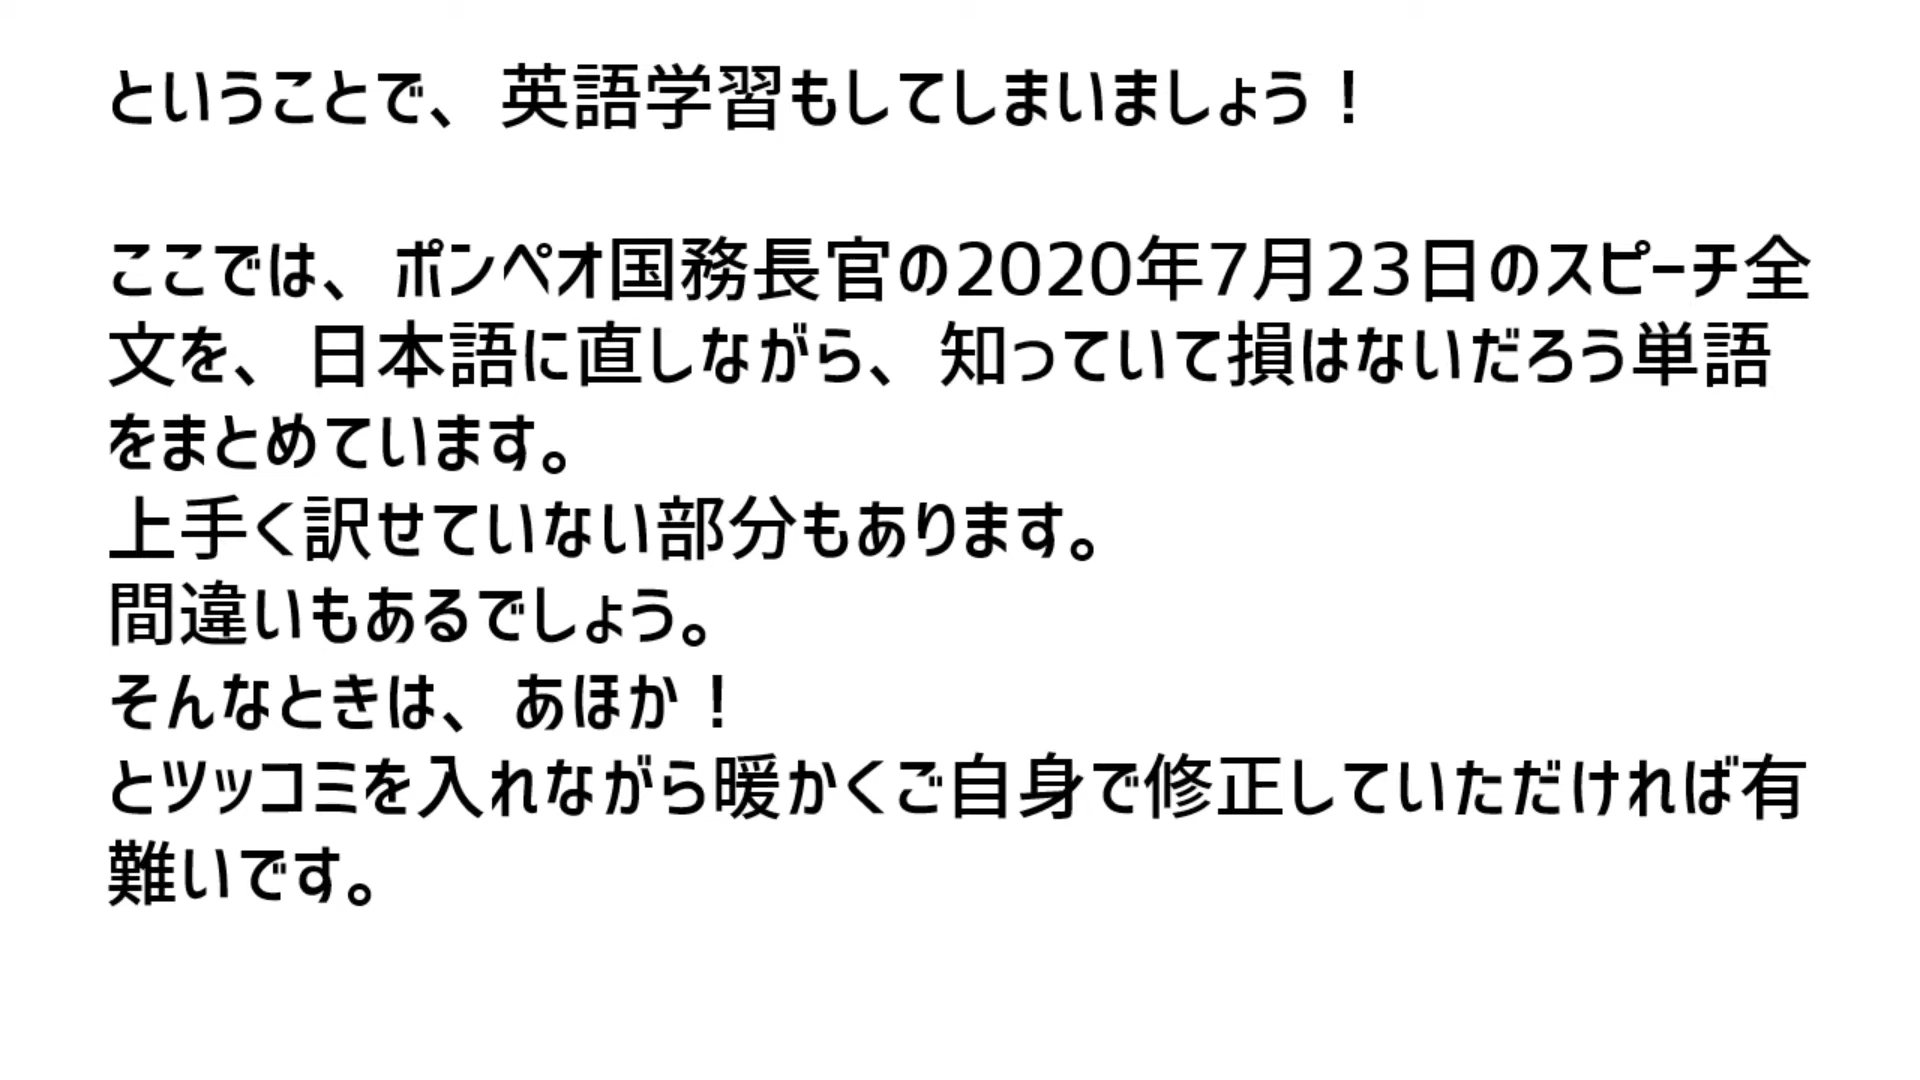 ということで、英語学習もしてしまいましょう！
ここでは、ポンペオ国務長官の2020年7月23日のスピーチ全
文を、日本語に直しながら、知っていて損はないだろう単語
をまとめています。
上手く訳せていない部分もあります。
間違いもあるでしょう。
そんなときは、あほか！
とツッコミを入れながら暖かくご自身で修正していただければ有
難いです。